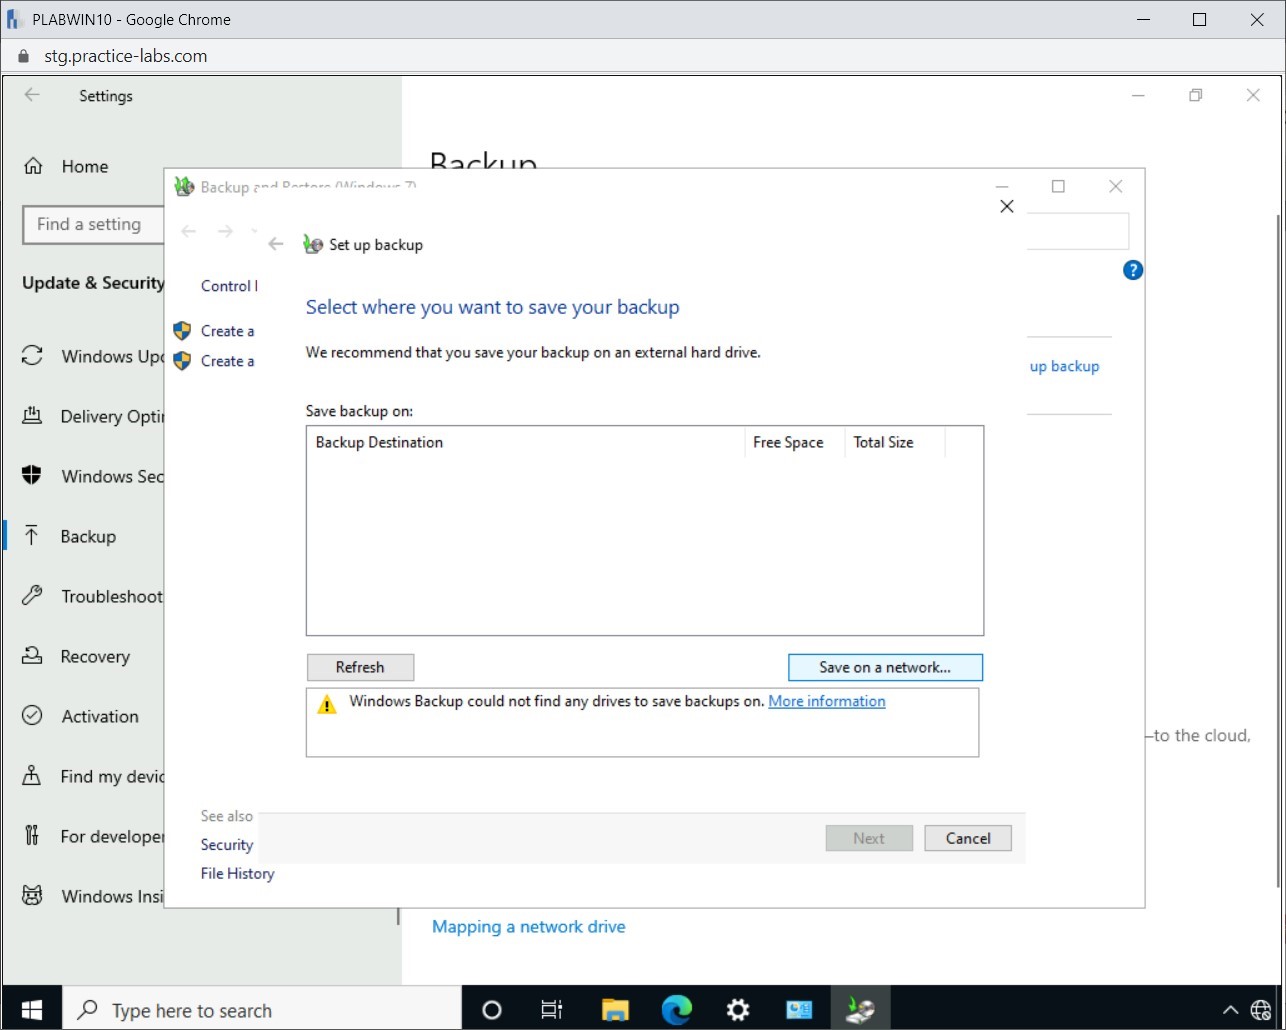 PLABWIN10 - Google Chrome
stg.practice-labs.com
Settings
Home
Find a setting
Update & Security
Windows Upd
Delivery Optin
Windows Sec
Backup
Troubleshoot
Recovery
Activation
Find my devic
For developer
Windows Insi
Backup
Backup and Restore (Windows 7)
Set up backup
Control
Create a
Create a
Select where you want to save your backup
We recommend that you save your backup on an external hard drive.
up backup
Save backup on:
Backup Destination Free Space Total Size
Refresh Save on a network...
Windows Backup could not find any drives to save backups on. More information
–to the cloud,
See also
Security
File History
Next Cancel
Mapping a network drive
Type here to search